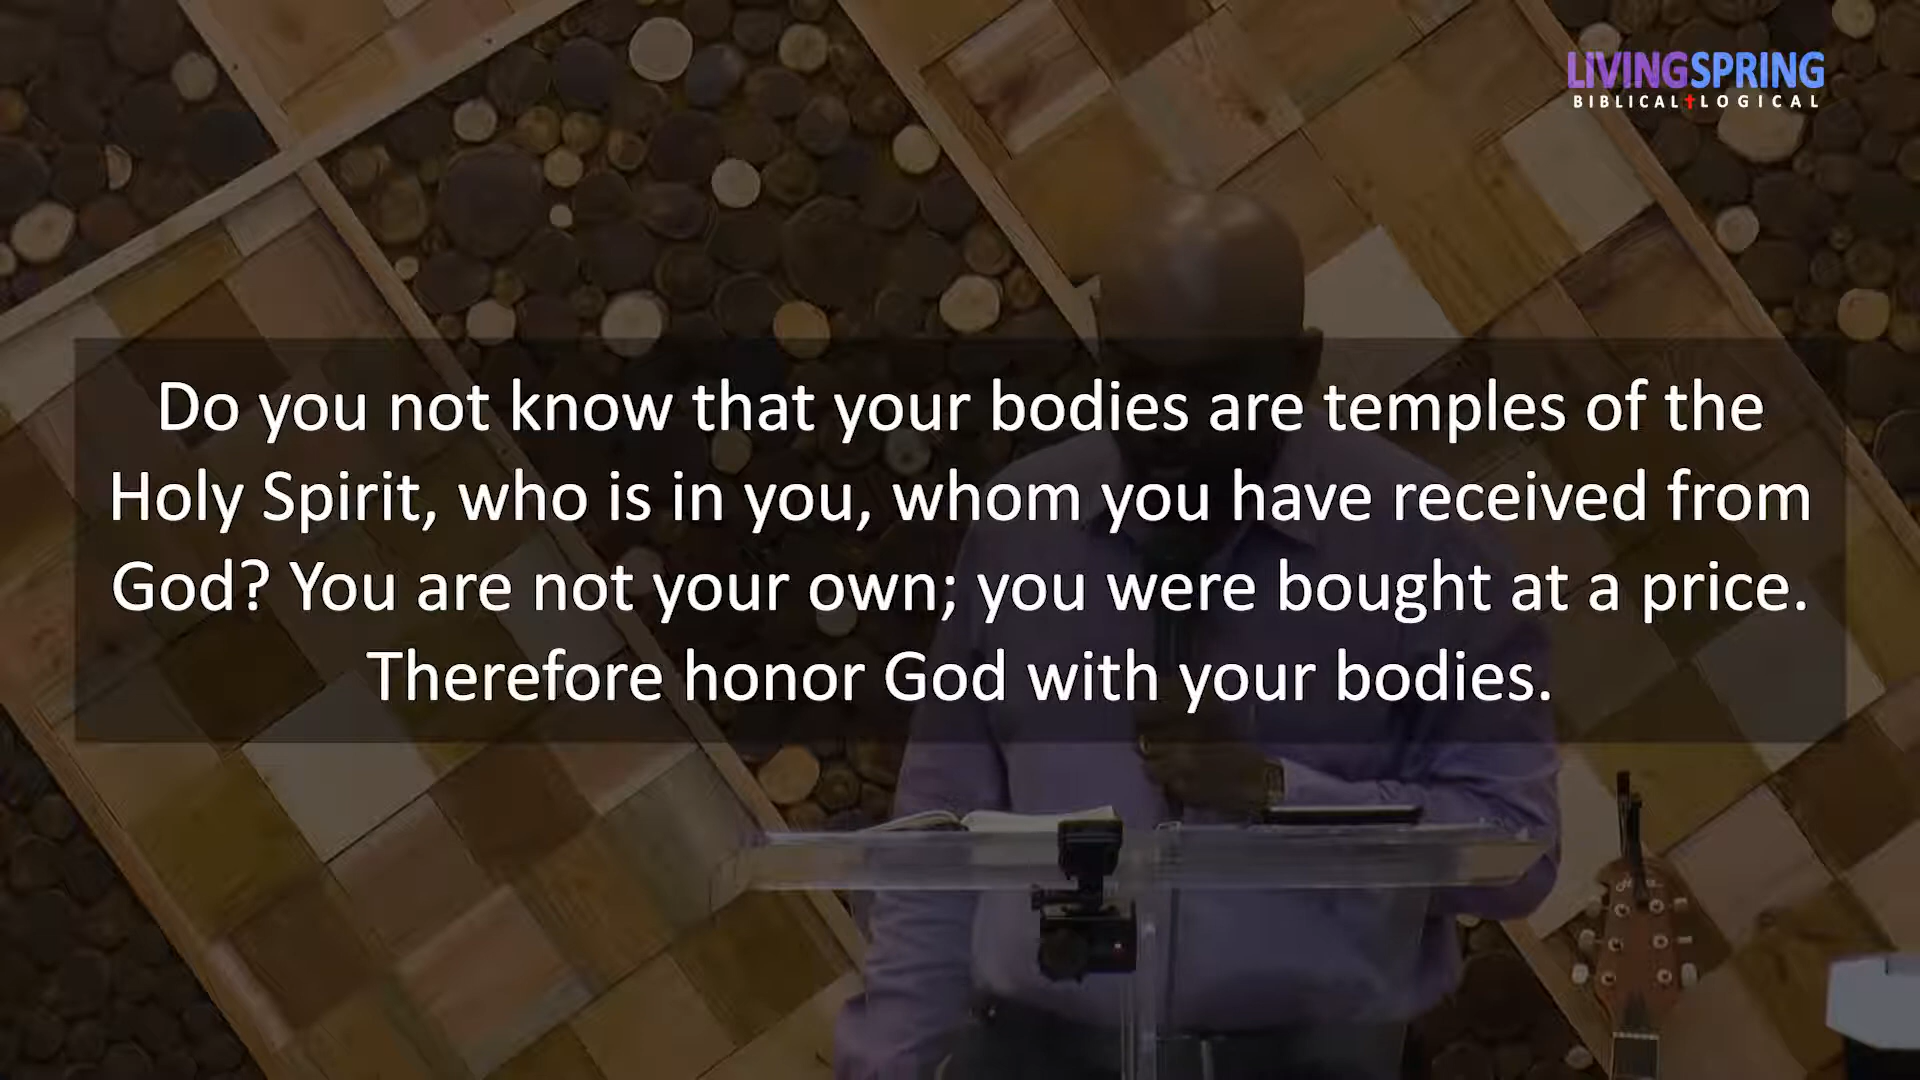 LIVINGSPRING
BIBLICAL✝LOGICAL
Do you not know that your bodies are temples of the
Holy Spirit, who is in you, whom you have received from
God? You are not your own; you were bought at a price.
Therefore honor God with your bodies.